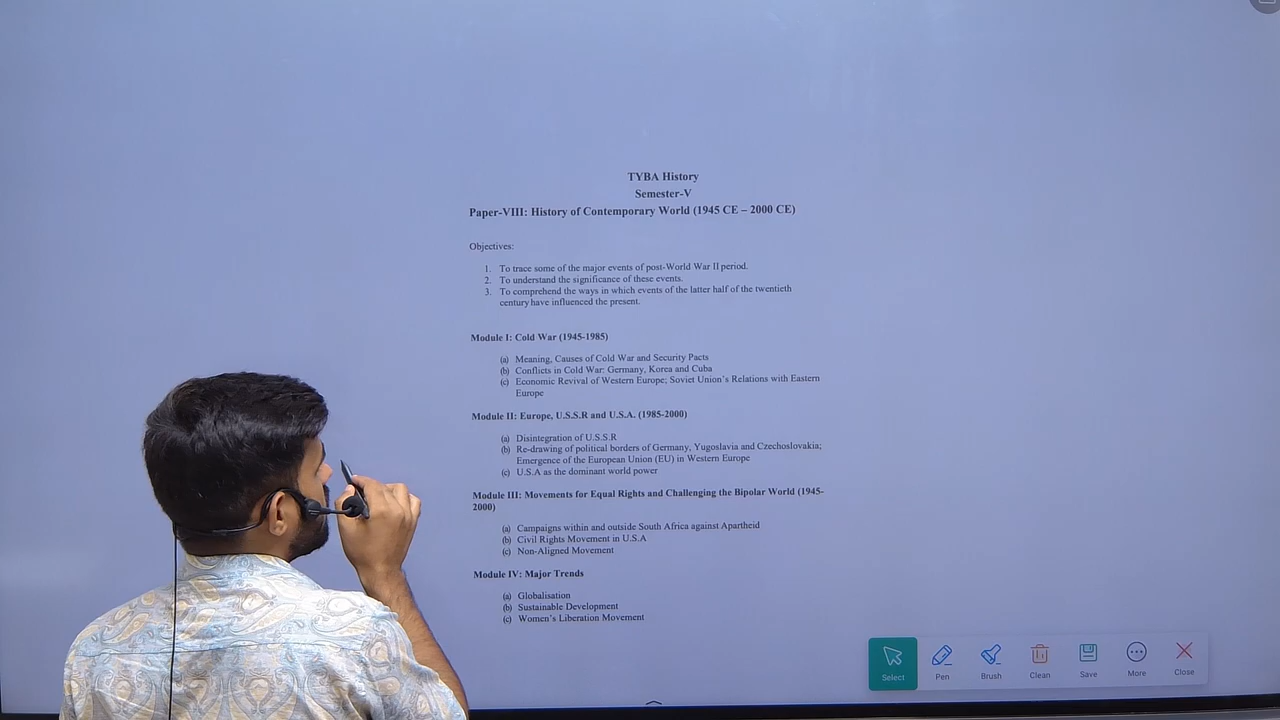 TYBA History
Semester-V
Paper-VIII: History of Contemporary World (1945 CE – 2000 CE)
Objectives:
1. To trace some of the major events of post-World War II period.
2. To understand the significance of these events.
3. To comprehend the ways in which events of the latter half of the twentieth
century have influenced the present.
Module I: Cold War (1945-1985)
(a) Meaning, Causes of Cold War and Security Pacts
(b) Conflicts in Cold War: Germany, Korea and Cuba
(c) Economic Revival of Western Europe; Soviet Union's Relations with Eastern
Europe
Module II: Europe, U.S.S.R and U.S.A. (1985-2000)
(a) Disintegration of U.S.S.R
(b) Re-drawing of political borders of Germany, Yugoslavia and Czechoslovakia;
Emergence of the European Union (EU) in Western Europe
(c) U.S.A as the dominant world power
Module III: Movements for Equal Rights and Challenging the Bipolar World (1945-
2000)
(a) Campaigns within and outside South Africa against Apartheid
(b) Civil Rights Movement in U.S.A
(c) Non-Aligned Movement
Module IV: Major Trends
(a) Globalisation
(b) Sustainable Development
(c) Women's Liberation Movement
Select Pen Brush Clean Save More Close